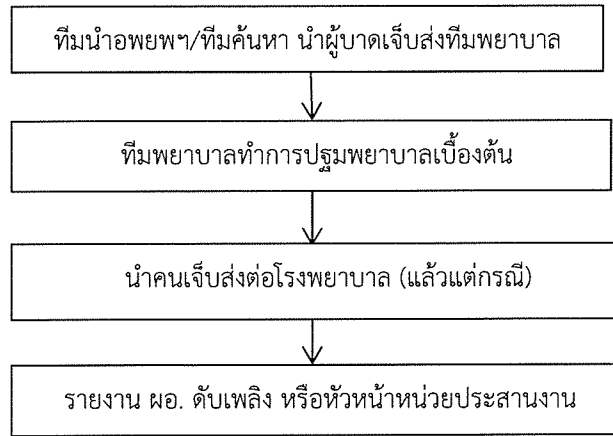 ทีมนำอพยพฯ/ทีมค้นหา นำผู้บาดเจ็บส่งทีมพยาบาล
ทีมพยาบาลทำการปฐมพยาบาลเบื้องต้น
นำคนเจ็บส่งต่อโรงพยาบาล (แล้วแต่กรณี)
รายงาน ผอ. ดับเพลิง หรือหัวหน้าหน่วยประสานงาน